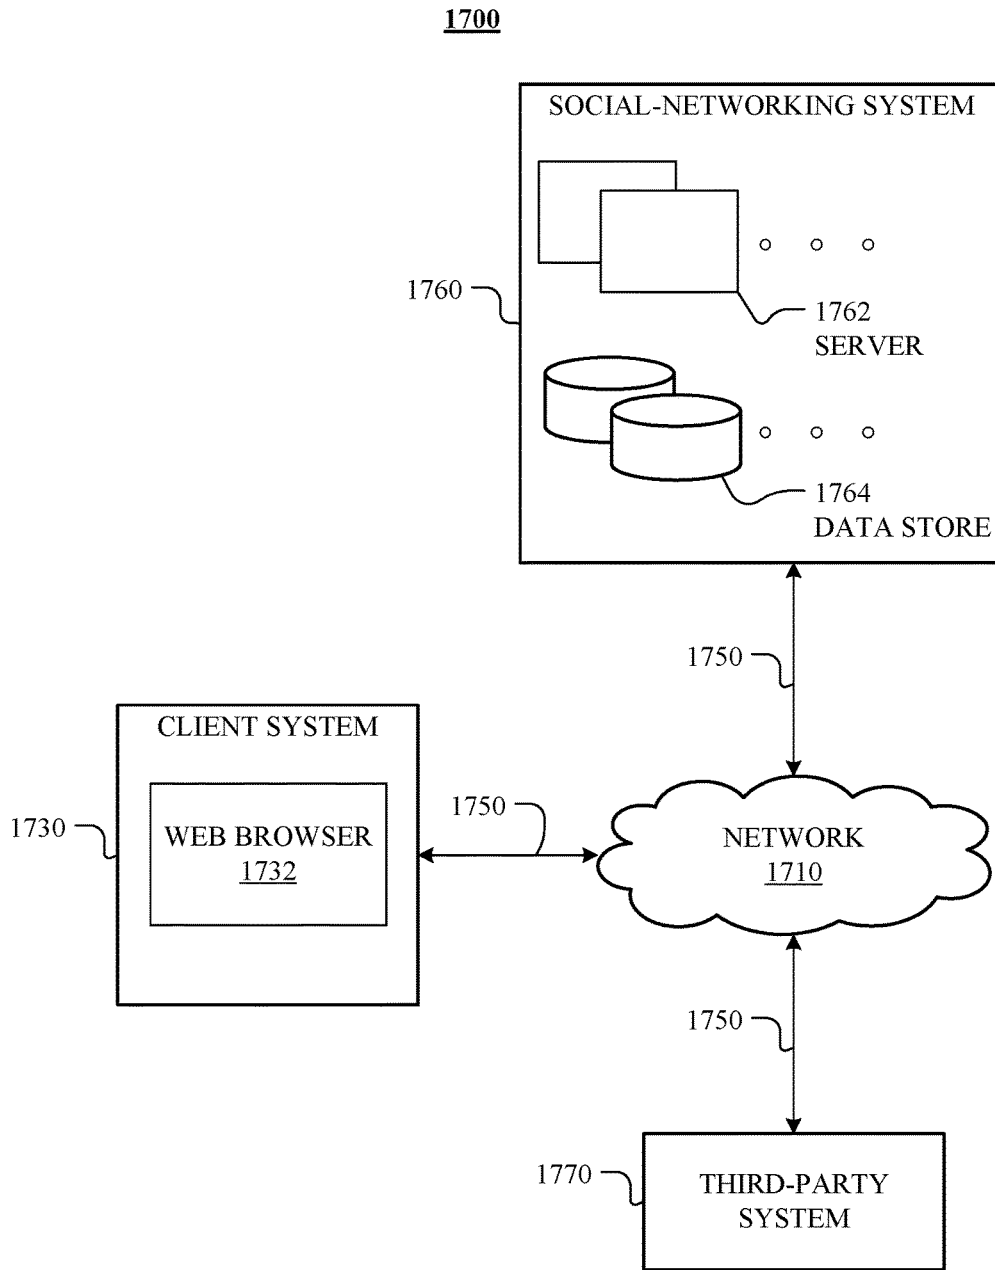 1700
SOCIAL-NETWORKING SYSTEM
1760
1762
SERVER
1764
DATA STORE
1750
CLIENT SYSTEM
1730
WEB BROWSER
1732
1750
NETWORK
1710
1750
1770
THIRD-PARTY
SYSTEM